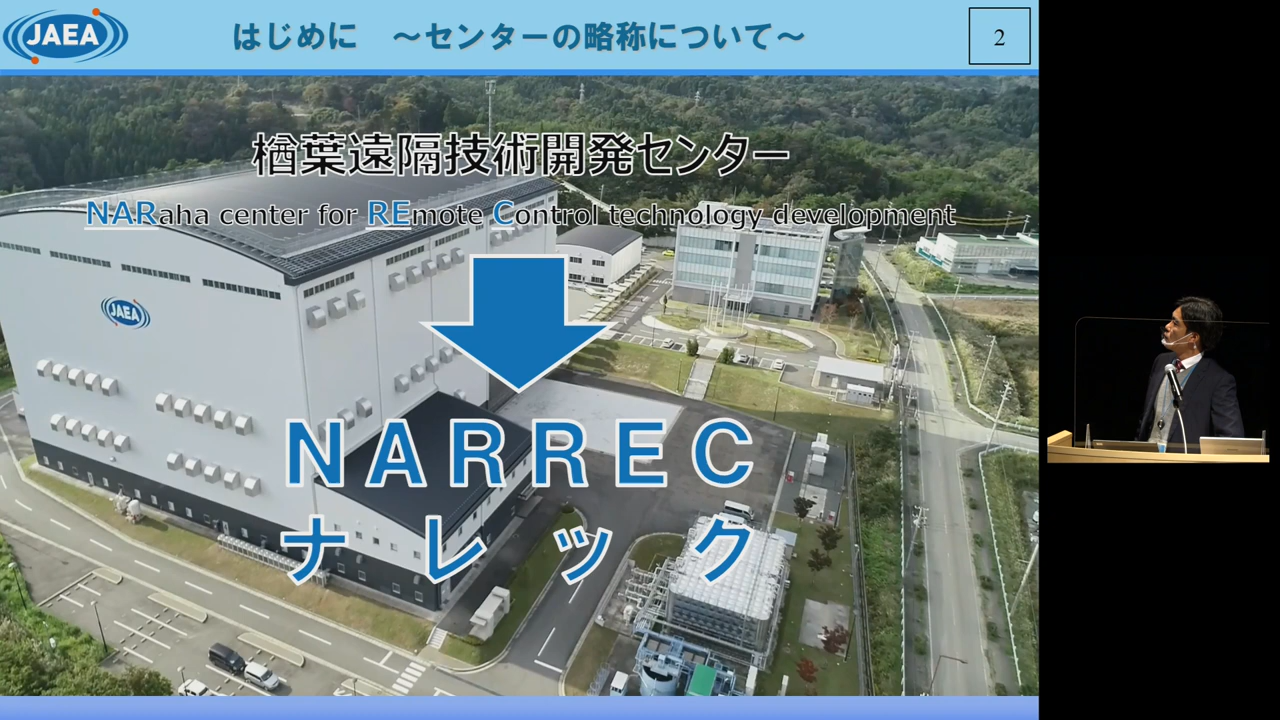 JAEA
はじめに　～センターの略称について～
2
楢葉遠隔技術開発センター
NARaha center for REmote Control technology development
JAEA
ＮＡＲＲＥＣ
ナレック